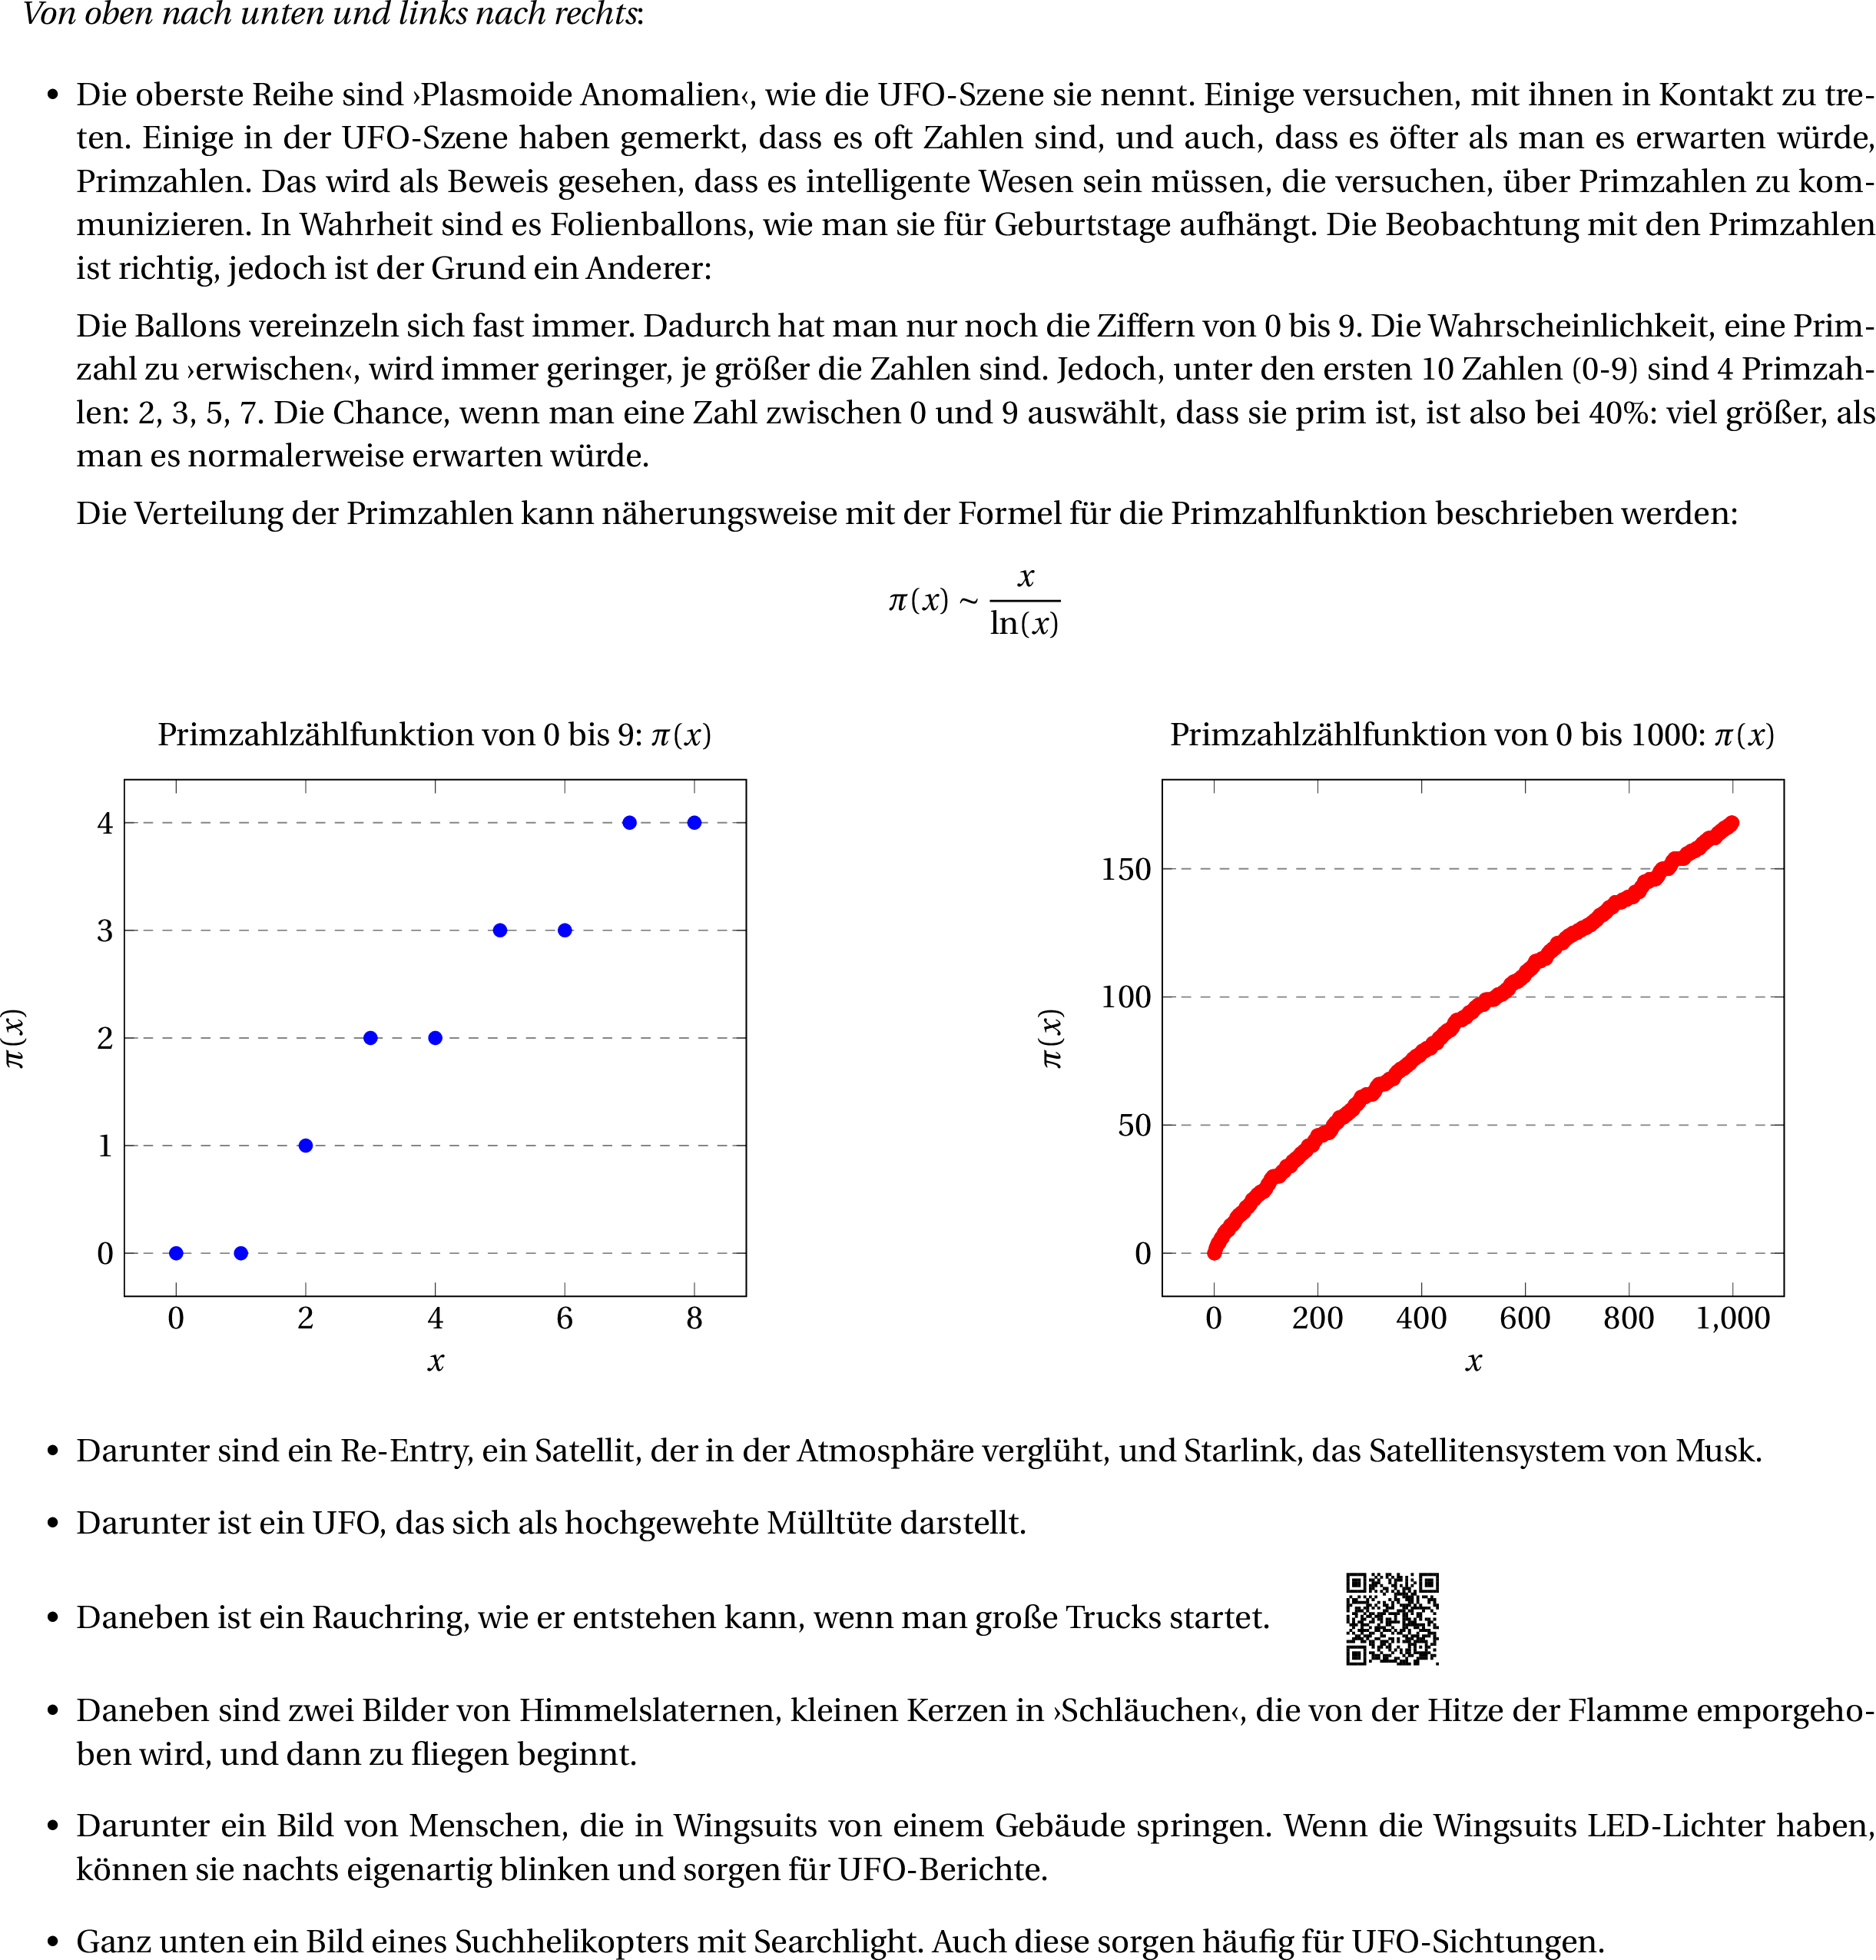 Von oben nach unten und links nach rechts:
• Die oberste Reihe sind ›Plasmoide Anomalien‹, wie die UFO-Szene sie nennt. Einige versuchen, mit ihnen in Kontakt zu tre-
ten. Einige in der UFO-Szene haben gemerkt, dass es oft Zahlen sind, und auch, dass es öfter als man es erwarten würde,
Primzahlen. Das wird als Beweis gesehen, dass es intelligente Wesen sein müssen, die versuchen, über Primzahlen zu kom-
munizieren. In Wahrheit sind es Folienballons, wie man sie für Geburtstage aufhängt. Die Beobachtung mit den Primzahlen
ist richtig, jedoch ist der Grund ein Anderer:
Die Ballons vereinzeln sich fast immer. Dadurch hat man nur noch die Ziffern von 0 bis 9. Die Wahrscheinlichkeit, eine Prim-
zahl zu ›erwischen‹, wird immer geringer, je größer die Zahlen sind. Jedoch, unter den ersten 10 Zahlen (0-9) sind 4 Primzah-
len: 2, 3, 5, 7. Die Chance, wenn man eine Zahl zwischen 0 und 9 auswählt, dass sie prim ist, ist also bei 40%: viel größer, als
man es normalerweise erwarten würde.
Die Verteilung der Primzahlen kann näherungsweise mit der Formel für die Primzahlfunktion beschrieben werden:
π(x) ~ x / ln(x)
Primzahlzählfunktion von 0 bis 9: π(x)
4
3
2
1
0
π(x)
0 2 4 6 8
x
Primzahlzählfunktion von 0 bis 1000: π(x)
150
100
50
0
π(x)
0 200 400 600 800 1,000
x
• Darunter sind ein Re-Entry, ein Satellit, der in der Atmosphäre verglüht, und Starlink, das Satellitensystem von Musk.
• Darunter ist ein UFO, das sich als hochgewehte Mülltüte darstellt.
• Daneben ist ein Rauchring, wie er entstehen kann, wenn man große Trucks startet.
• Daneben sind zwei Bilder von Himmelslaternen, kleinen Kerzen in ›Schläuchen‹, die von der Hitze der Flamme emporgeho-
ben wird, und dann zu fliegen beginnt.
• Darunter ein Bild von Menschen, die in Wingsuits von einem Gebäude springen. Wenn die Wingsuits LED-Lichter haben,
können sie nachts eigenartig blinken und sorgen für UFO-Berichte.
• Ganz unten ein Bild eines Suchhelikopters mit Searchlight. Auch diese sorgen häufig für UFO-Sichtungen.